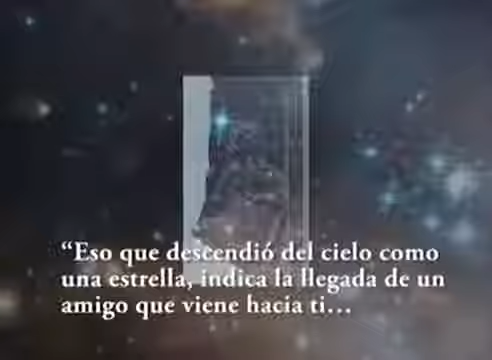 “Eso que descendió del cielo como
una estrella, indica la llegada de un
amigo que viene hacia ti...